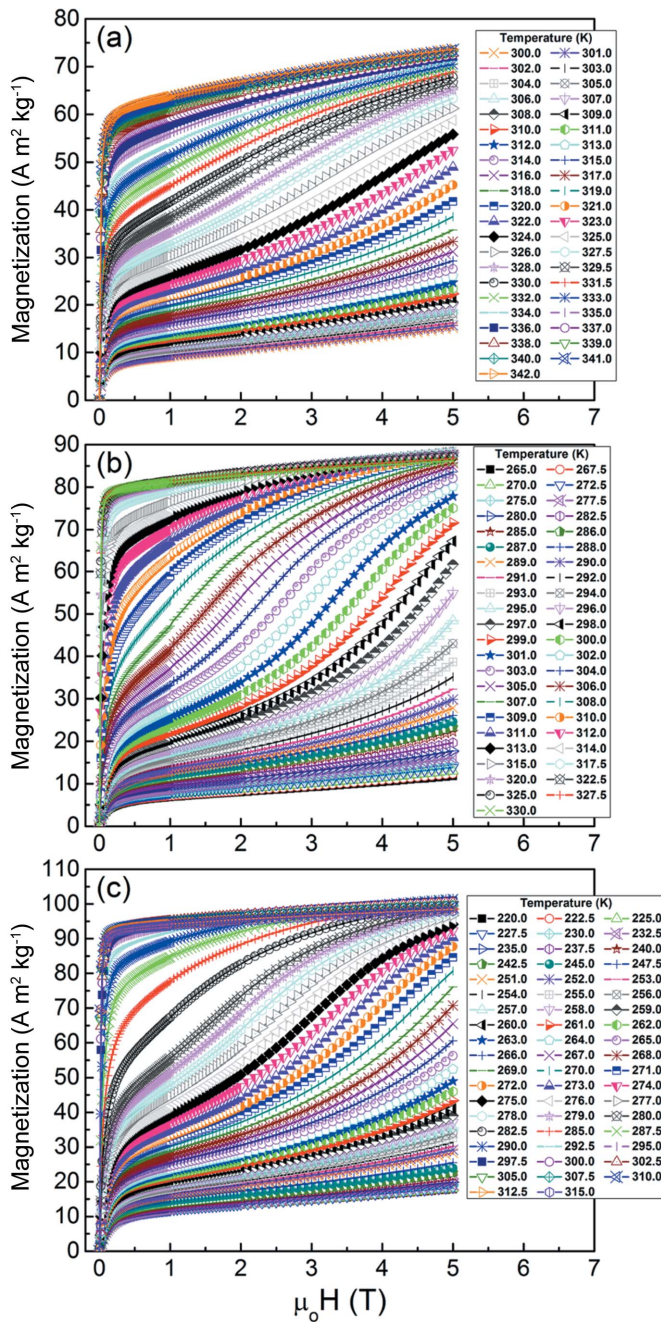 (a)
Magnetization (A m² kg⁻¹)
80
70
60
50
40
30
20
10
0
0 1 2 3 4 5 6 7
Temperature (K)
300.0 301.0
302.0 303.0
304.0 305.0
306.0 307.0
308.0 309.0
310.0 311.0
312.0 313.0
314.0 315.0
316.0 317.0
318.0 319.0
320.0 321.0
322.0 323.0
324.0 325.0
326.0 327.5
328.0 329.5
330.0 331.5
332.0 333.0
334.0 335.0
336.0 337.0
338.0 339.0
340.0 341.0
342.0
(b)
Magnetization (A m² kg⁻¹)
90
80
70
60
50
40
30
20
10
0
0 1 2 3 4 5 6 7
Temperature (K)
265.0 267.5
270.0 272.5
275.0 277.5
280.0 282.5
285.0 286.0
287.0 288.0
289.0 290.0
291.0 292.0
293.0 294.0
295.0 296.0
297.0 298.0
299.0 300.0
301.0 302.0
303.0 304.0
305.0 306.0
307.0 308.0
309.0 310.0
311.0 312.0
313.0 314.0
315.0 317.5
320.0 322.5
325.0 327.5
330.0
(c)
Magnetization (A m² kg⁻¹)
110
100
90
80
70
60
50
40
30
20
10
0
0 1 2 3 4 5 6 7
μₒH (T)
Temperature (K)
220.0 222.5 225.0
227.5 230.0 232.5
235.0 237.5 240.0
242.5 245.0 247.5
251.0 252.0 253.0
254.0 255.0 256.0
257.0 258.0 259.0
260.0 261.0 262.0
263.0 264.0 265.0
266.0 267.0 268.0
269.0 270.0 271.0
272.0 273.0 274.0
275.0 276.0 277.0
278.0 279.0 280.0
282.5 285.0 287.5
290.0 292.5 295.0
297.5 300.0 302.5
305.0 307.5 310.0
312.5 315.0